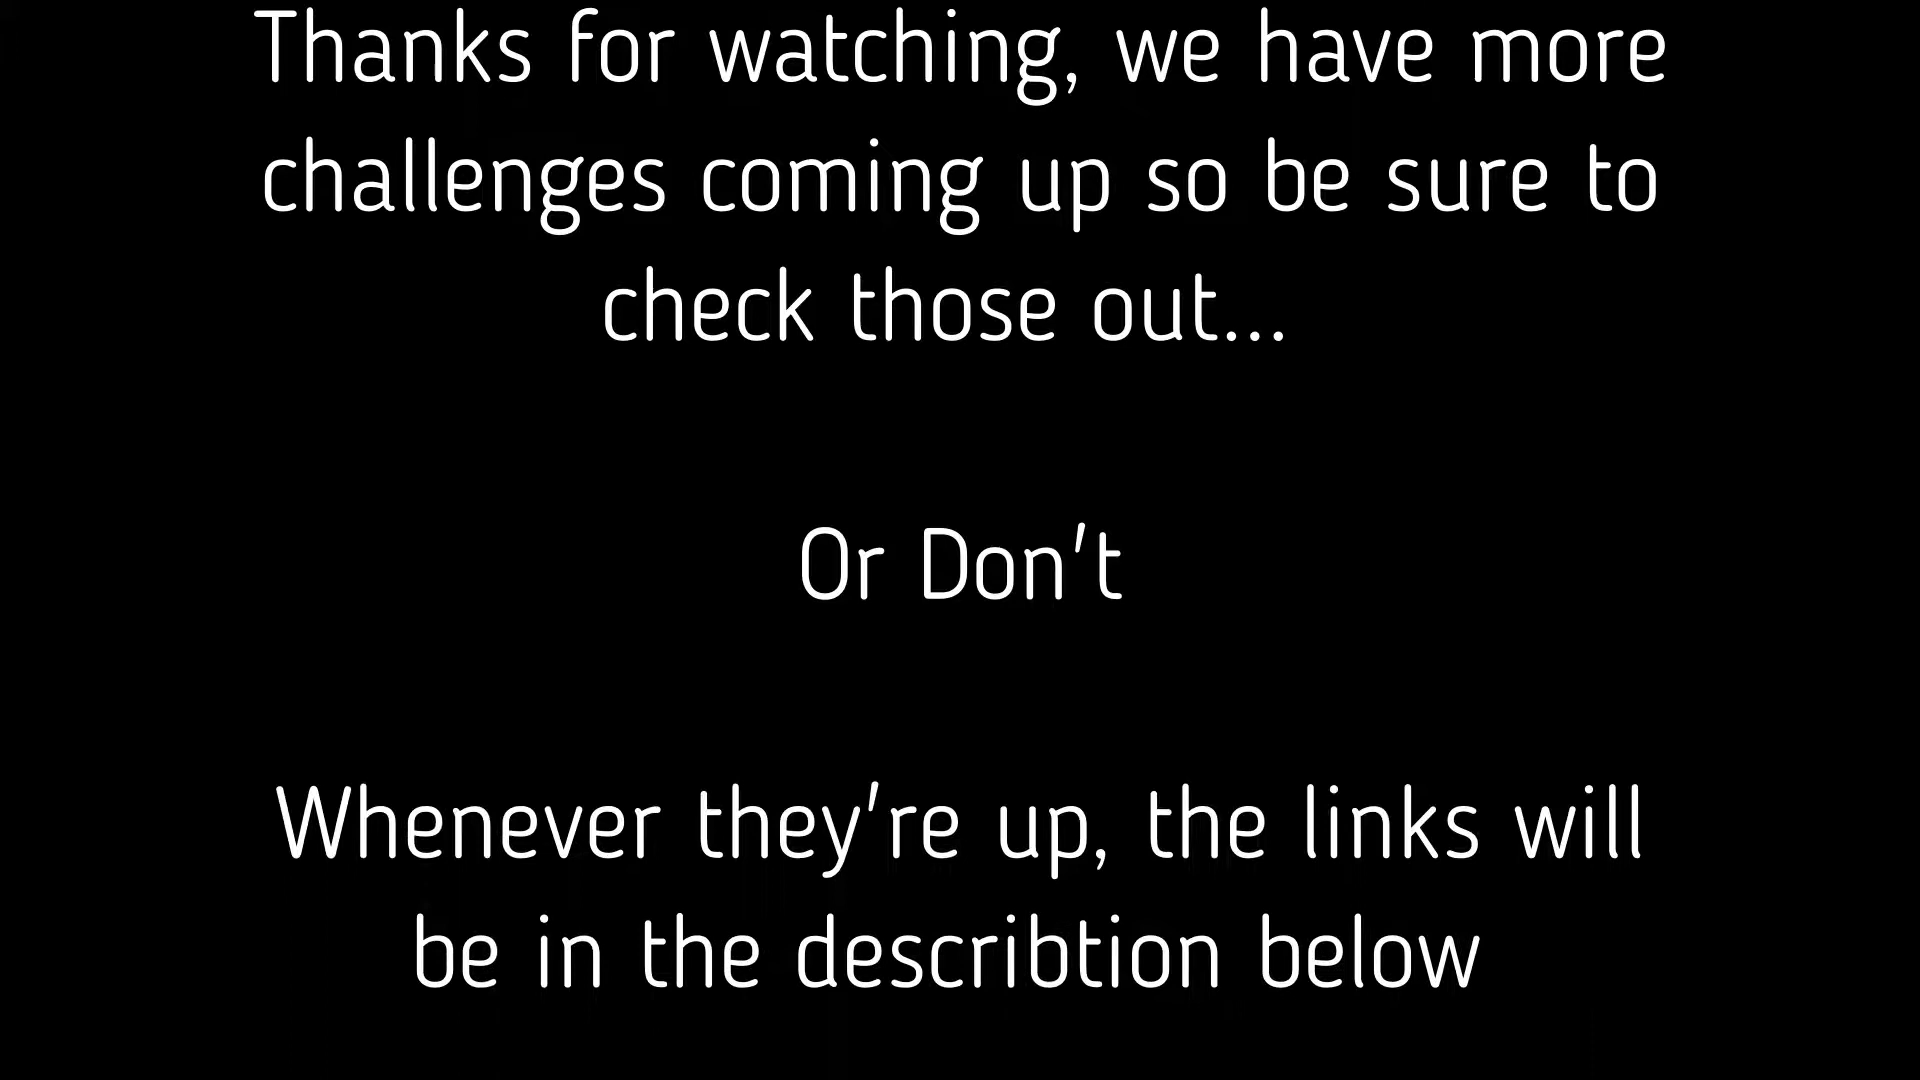 Thanks for watching, we have more
challenges coming up so be sure to
check those out...
Or Don't
Whenever they're up, the links will
be in the describtion below